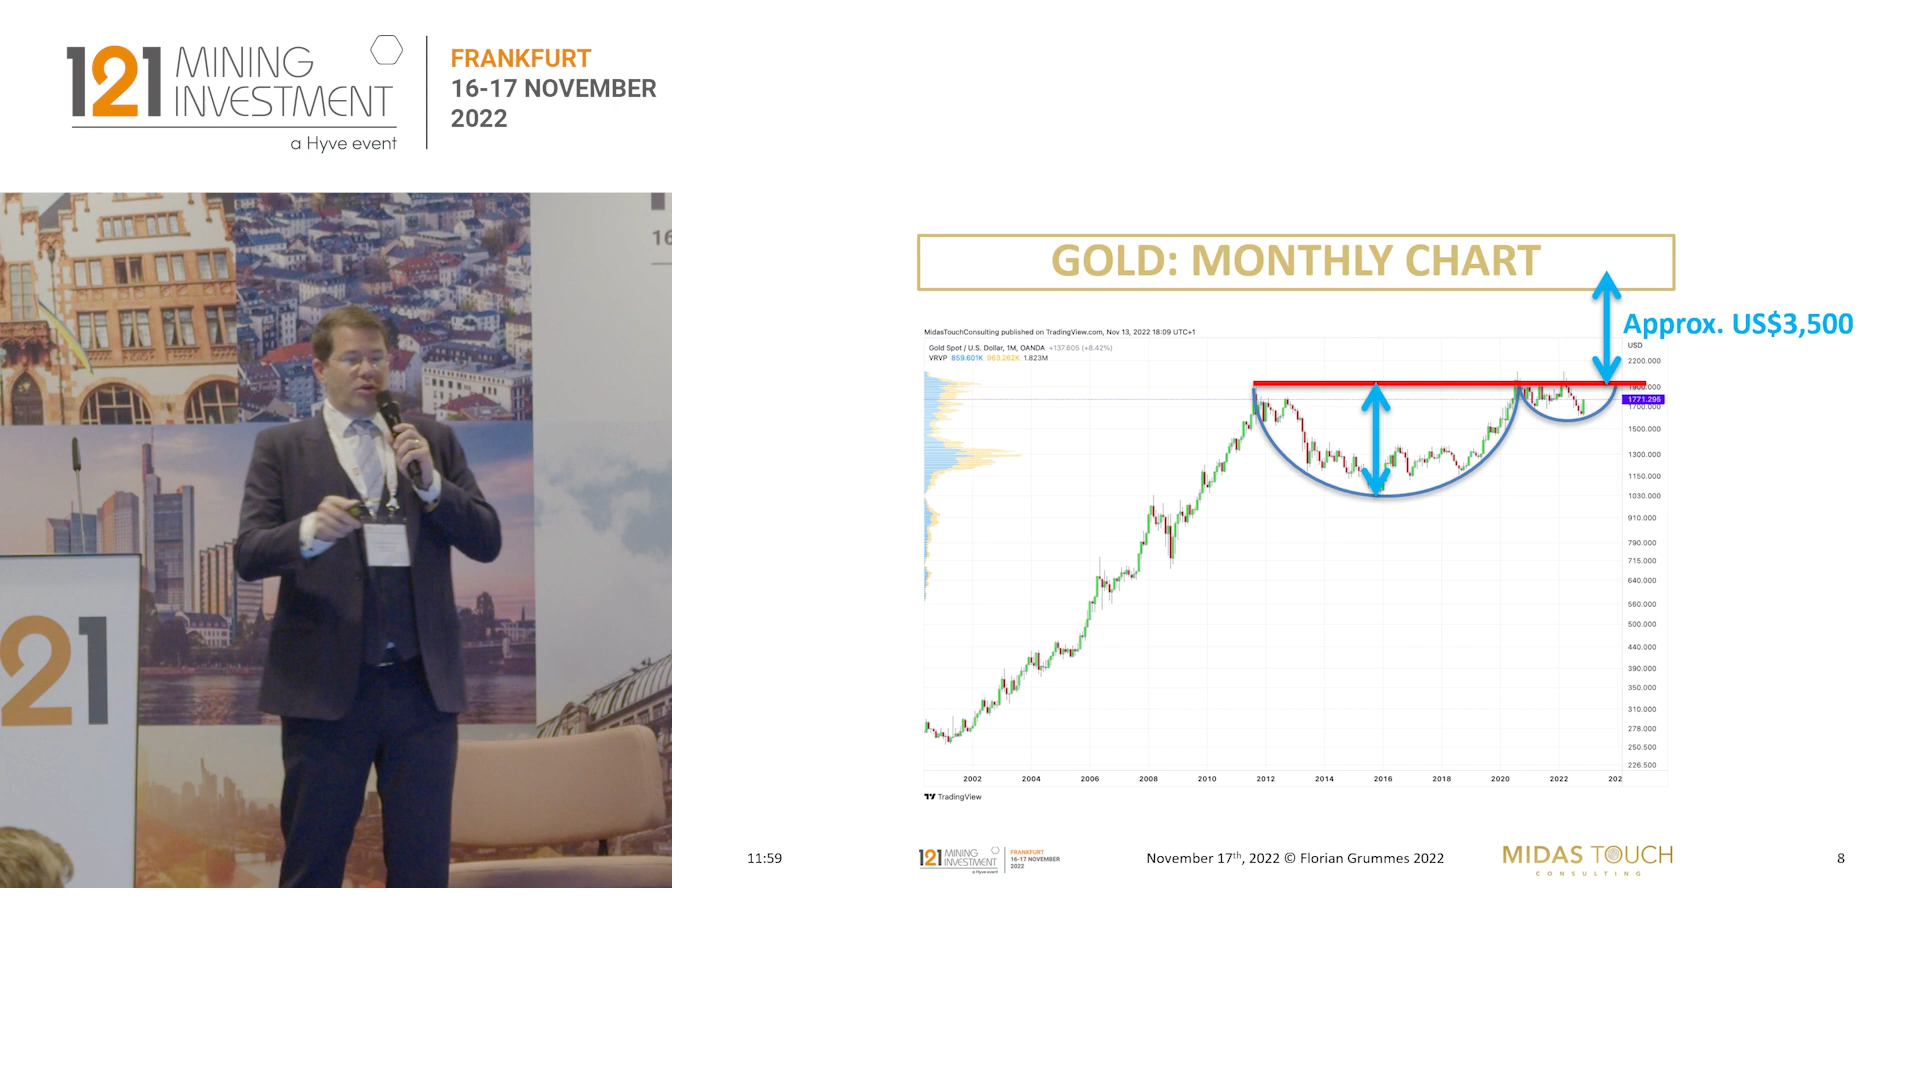 121 MINING
INVESTMENT
a Hyve event
FRANKFURT
16-17 NOVEMBER
2022
16
21
GOLD: MONTHLY CHART
Approx. US$3,500
MidasTouchConsulting published on TradingView.com, Nov 13, 2022 18:09 UTC+1
Gold Spot / U.S. Dollar, 1M, OANDA +137.605 (+8.42%)
VRVP 859.601K 963.262K 1.823M
USD
2200.000
1900.000
1771.295
1700.000
1500.000
1300.000
1150.000
1030.000
910.000
790.000
715.000
640.000
560.000
500.000
440.000
390.000
350.000
310.000
278.000
250.500
226.500
2002 2004 2006 2008 2010 2012 2014 2016 2018 2020 2022 202
TradingView
11:59
121 MINING
INVESTMENT
a Hyve event
FRANKFURT
16-17 NOVEMBER
2022
November 17th, 2022 © Florian Grummes 2022
MIDAS TOUCH
CONSULTING
8